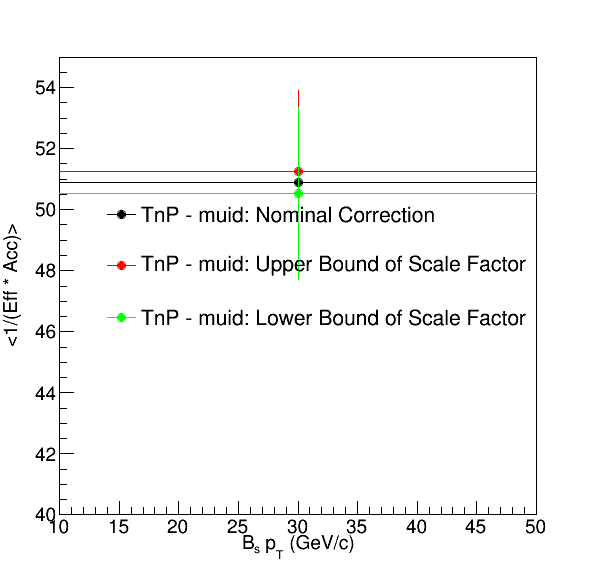 <1/(Eff * Acc)>
54
52
50
48
46
44
42
40
TnP - muid: Nominal Correction
TnP - muid: Upper Bound of Scale Factor
TnP - muid: Lower Bound of Scale Factor
10 15 20 25 30 35 40 45 50
Bs pT (GeV/c)